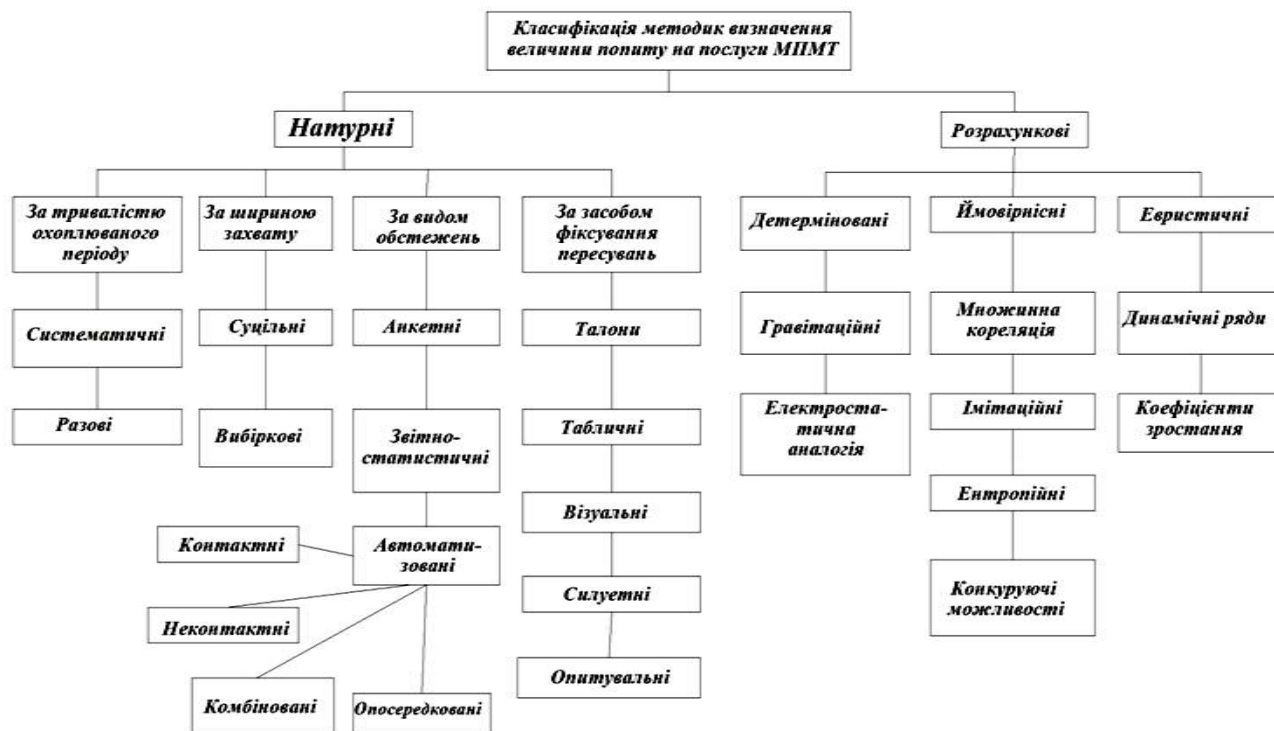 Класифікація методик визначення
величини попиту на послуги МПМТ
Натурні
Розрахункові
За тривалістю
охоплюваного
періоду
За шириною
захвату
За видом
обстежень
За засобом
фіксування
пересувань
Детерміновані
Ймовірнісні
Евристичні
Систематичні
Суцільні
Анкетні
Талони
Гравітаційні
Множинна
кореляція
Динамічні ряди
Разові
Вибіркові
Звітно-
статистичні
Табличні
Електроста-
тична
аналогія
Імітаційні
Коефіцієнти
зростання
Контактні
Автомати-
зовані
Візуальні
Ентропійні
Неконтактні
Силуетні
Конкуруючі
можливості
Комбіновані
Опосередковані
Опитувальні